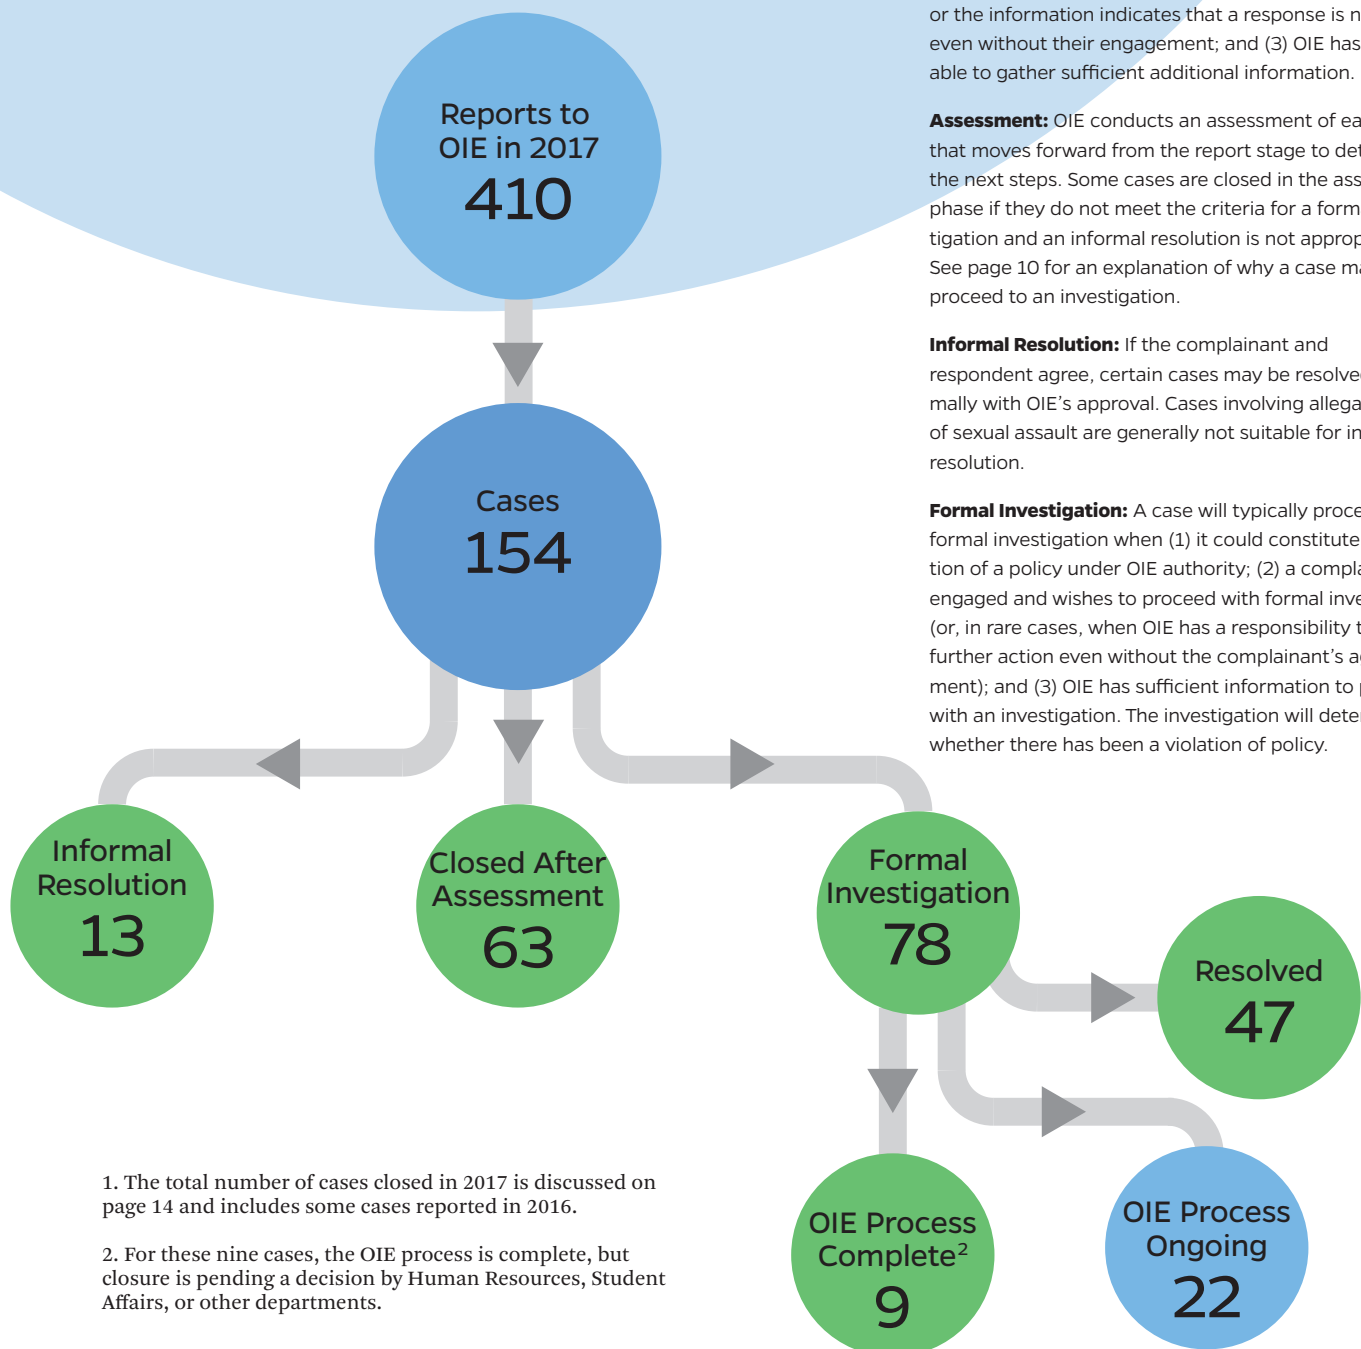 or the information indicates that a response is
even without their engagement; and (3) OIE has
able to gather sufficient additional information.
Assessment: OIE conducts an assessment of
that moves forward from the report stage to
the next steps. Some cases are closed in the
phase if they do not meet the criteria for a
tigation and an informal resolution is not
See page 10 for an explanation of why a case
proceed to an investigation.
Informal Resolution: If the complainant and
respondent agree, certain cases may be
mally with OIE’s approval. Cases involving
of sexual assault are generally not suitable for
resolution.
Formal Investigation: A case will typically
formal investigation when (1) it could constitute
tion of a policy under OIE authority; (2) a
engaged and wishes to proceed with formal
(or, in rare cases, when OIE has a responsibility
further action even without the complainant’s
ment); and (3) OIE has sufficient information to
with an investigation. The investigation will
whether there has been a violation of policy.
Reports to
OIE in 2017
410
Cases
154
Informal
Resolution
13
Closed After
Assessment
63
Formal
Investigation
78
Resolved
47
OIE Process
Complete²
9
OIE Process
Ongoing
22
1. The total number of cases closed in 2017 is discussed on
page 14 and includes some cases reported in 2016.
2. For these nine cases, the OIE process is complete, but
closure is pending a decision by Human Resources, Student
Affairs, or other departments.